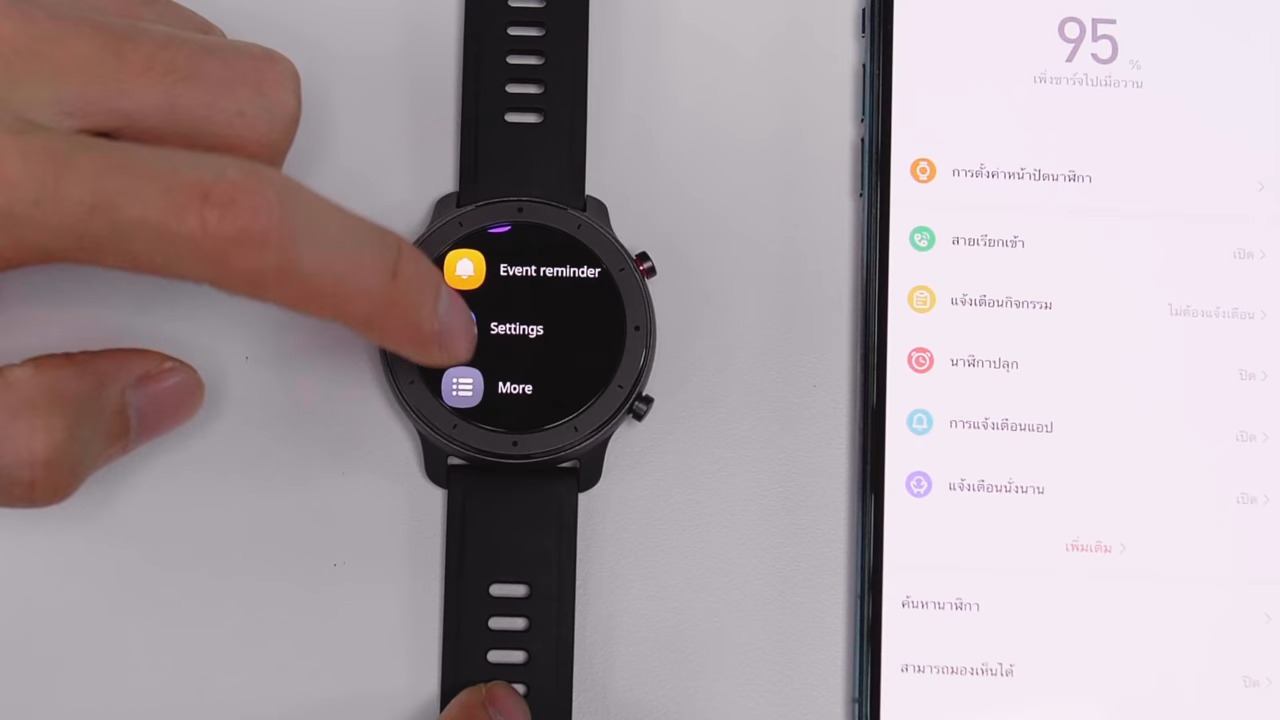 Event reminder
Settings
More
95 %
เพิ่งชาร์จไปเมื่อวาน
การตั้งค่าหน้าปัดนาฬิกา
สายเรียกเข้า
เปิด
แจ้งเตือนกิจกรรม
ไม่ต้องแจ้งเตือน
นาฬิกาปลุก
ปิด
การแจ้งเตือนแอป
เปิด
แจ้งเตือนนั่งนาน
เปิด
เพิ่มเติม
ค้นหานาฬิกา
สามารถมองเห็นได้
ปิด